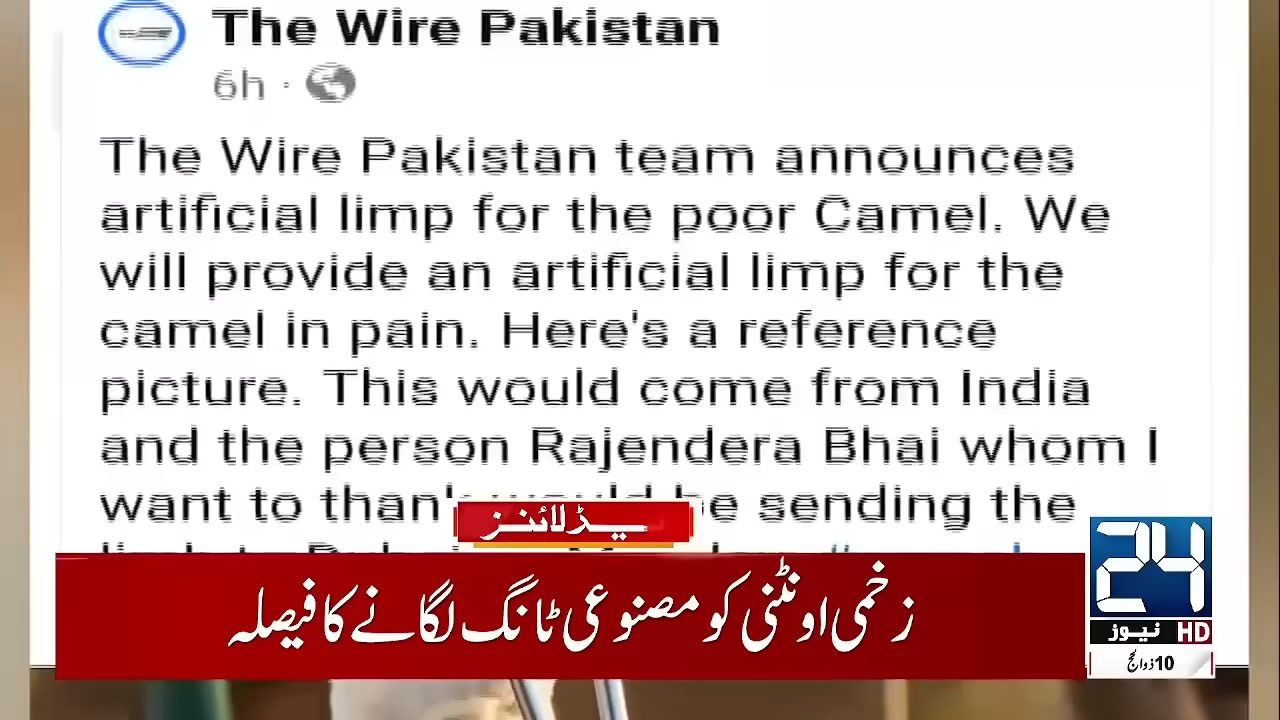 The Wire Pakistan
6h ·
The Wire Pakistan team announces
artificial limp for the poor Camel. We
will provide an artificial limp for the
camel in pain. Here's a reference
picture. This would come from India
and the person Rajendera Bhai whom I
want to be sending the
ہیڈلائنز
زخمی اونٹنی کو مصنوعی ٹانگ لگانے کا فیصلہ
24
نیوز HD
10 ذوالحج